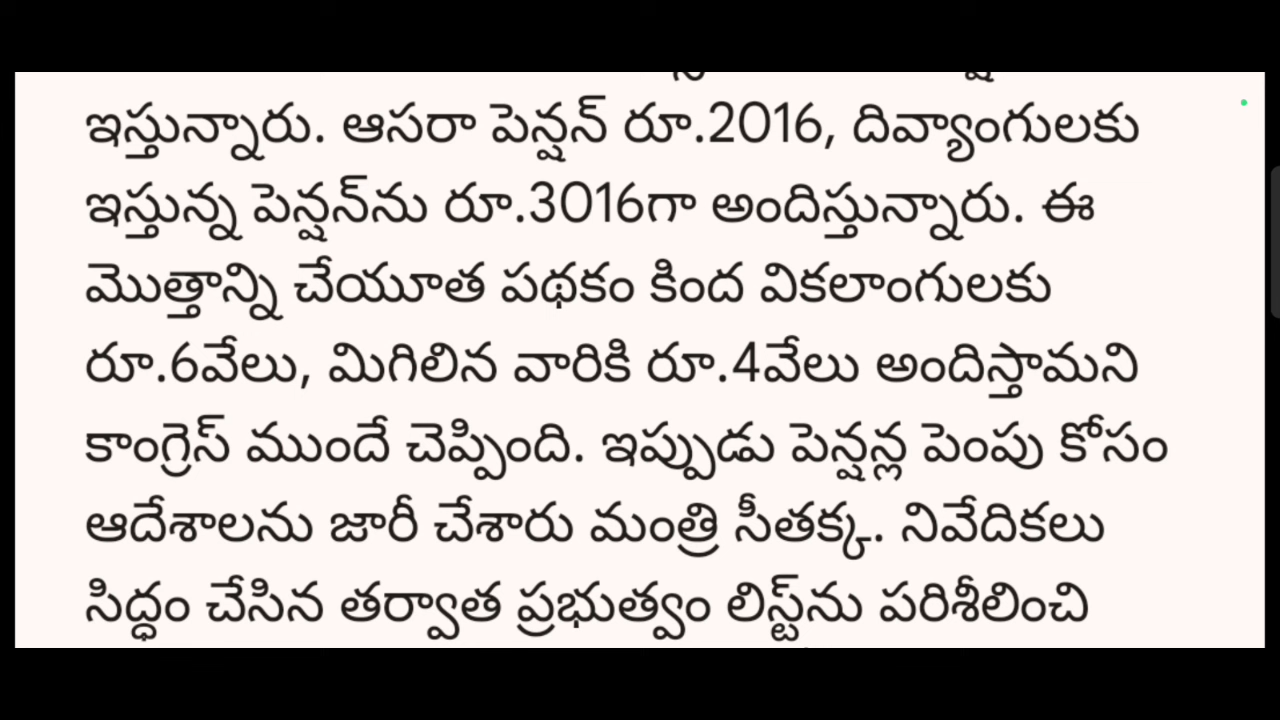 ఇస్తున్నారు. ఆసరా పెన్షన్ రూ.2016, దివ్యాంగులకు
ఇస్తున్న పెన్షన్‌ను రూ.3016గా అందిస్తున్నారు. ఈ
మొత్తాన్ని చేయూత పథకం కింద వికలాంగులకు
రూ.6వేలు, మిగిలిన వారికి రూ.4వేలు అందిస్తామని
కాంగ్రెస్ ముందే చెప్పింది. ఇప్పుడు పెన్షన్ల పెంపు కోసం
ఆదేశాలను జారీ చేశారు మంత్రి సీతక్క. నివేదికలు
సిద్ధం చేసిన తర్వాత ప్రభుత్వం లిస్ట్‌ను పరిశీలించి